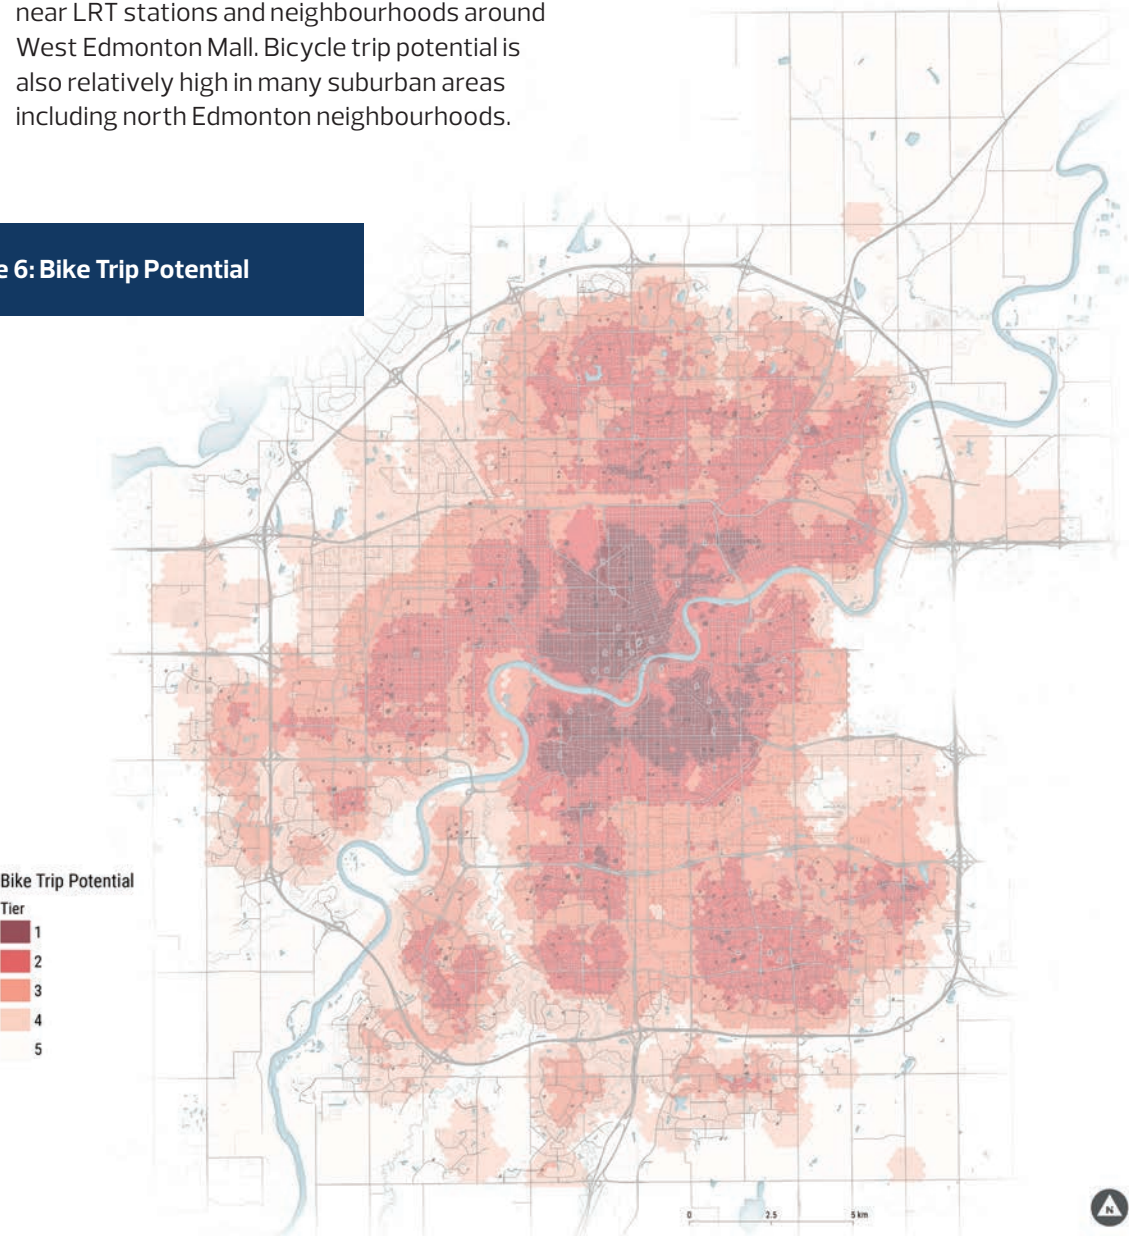 near LRT stations and neighbourhoods around
West Edmonton Mall. Bicycle trip potential is
also relatively high in many suburban areas
including north Edmonton neighbourhoods.
e 6: Bike Trip Potential
Bike Trip Potential
Tier
1
2
3
4
5
0 2.5 5 km
N